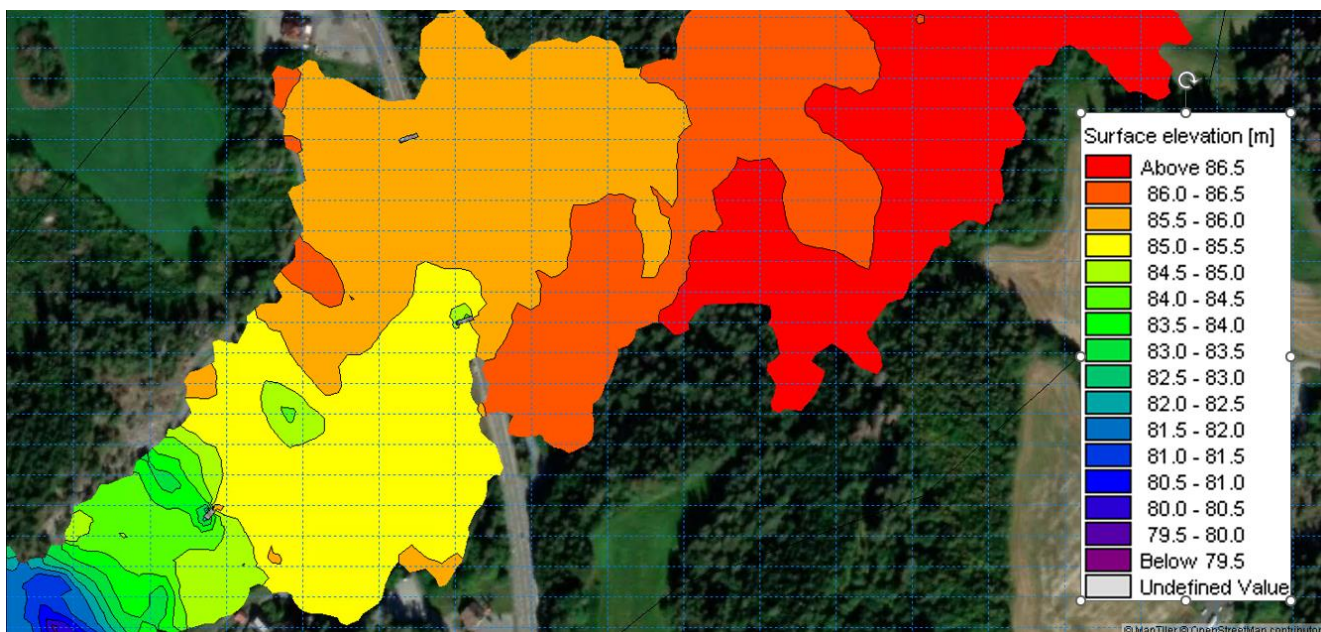 Surface elevation [m]
Above 86.5
86.0 - 86.5
85.5 - 86.0
85.0 - 85.5
84.5 - 85.0
84.0 - 84.5
83.5 - 84.0
83.0 - 83.5
82.5 - 83.0
82.0 - 82.5
81.5 - 82.0
81.0 - 81.5
80.5 - 81.0
80.0 - 80.5
79.5 - 80.0
Below 79.5
Undefined Value
© MapTiler © OpenStreetMap contributors